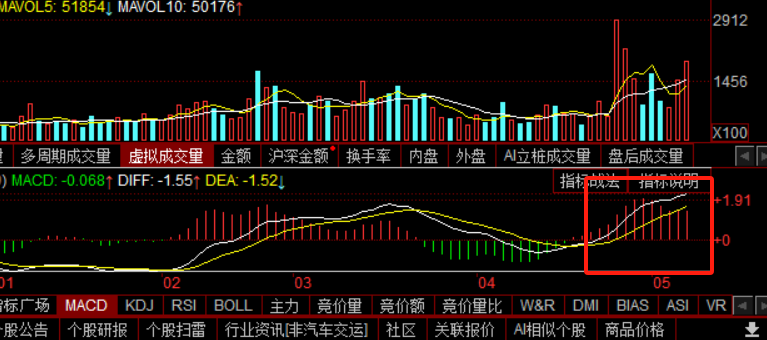 MAVOL5: 51854↓ MAVOL10: 50176↑
2912
1456
X100
量 多周期成交量 虚拟成交量 金额 沪深金额 换手率 内盘 外盘 AI立桩成交量 盘后成交量
) MACD: -0.068↑ DIFF: -1.55↑ DEA: -1.52↓ 指标战法 指标说明
+1.91
+0
01 02 03 04 05
指标广场 MACD KDJ RSI BOLL 主力 竞价量 竞价额 竞价量比 W&R DMI BIAS ASI VR
个股公告 个股研报 个股扫雷 行业资讯[非汽车交运] 社区 关联报价 AI相似个股 商品价格